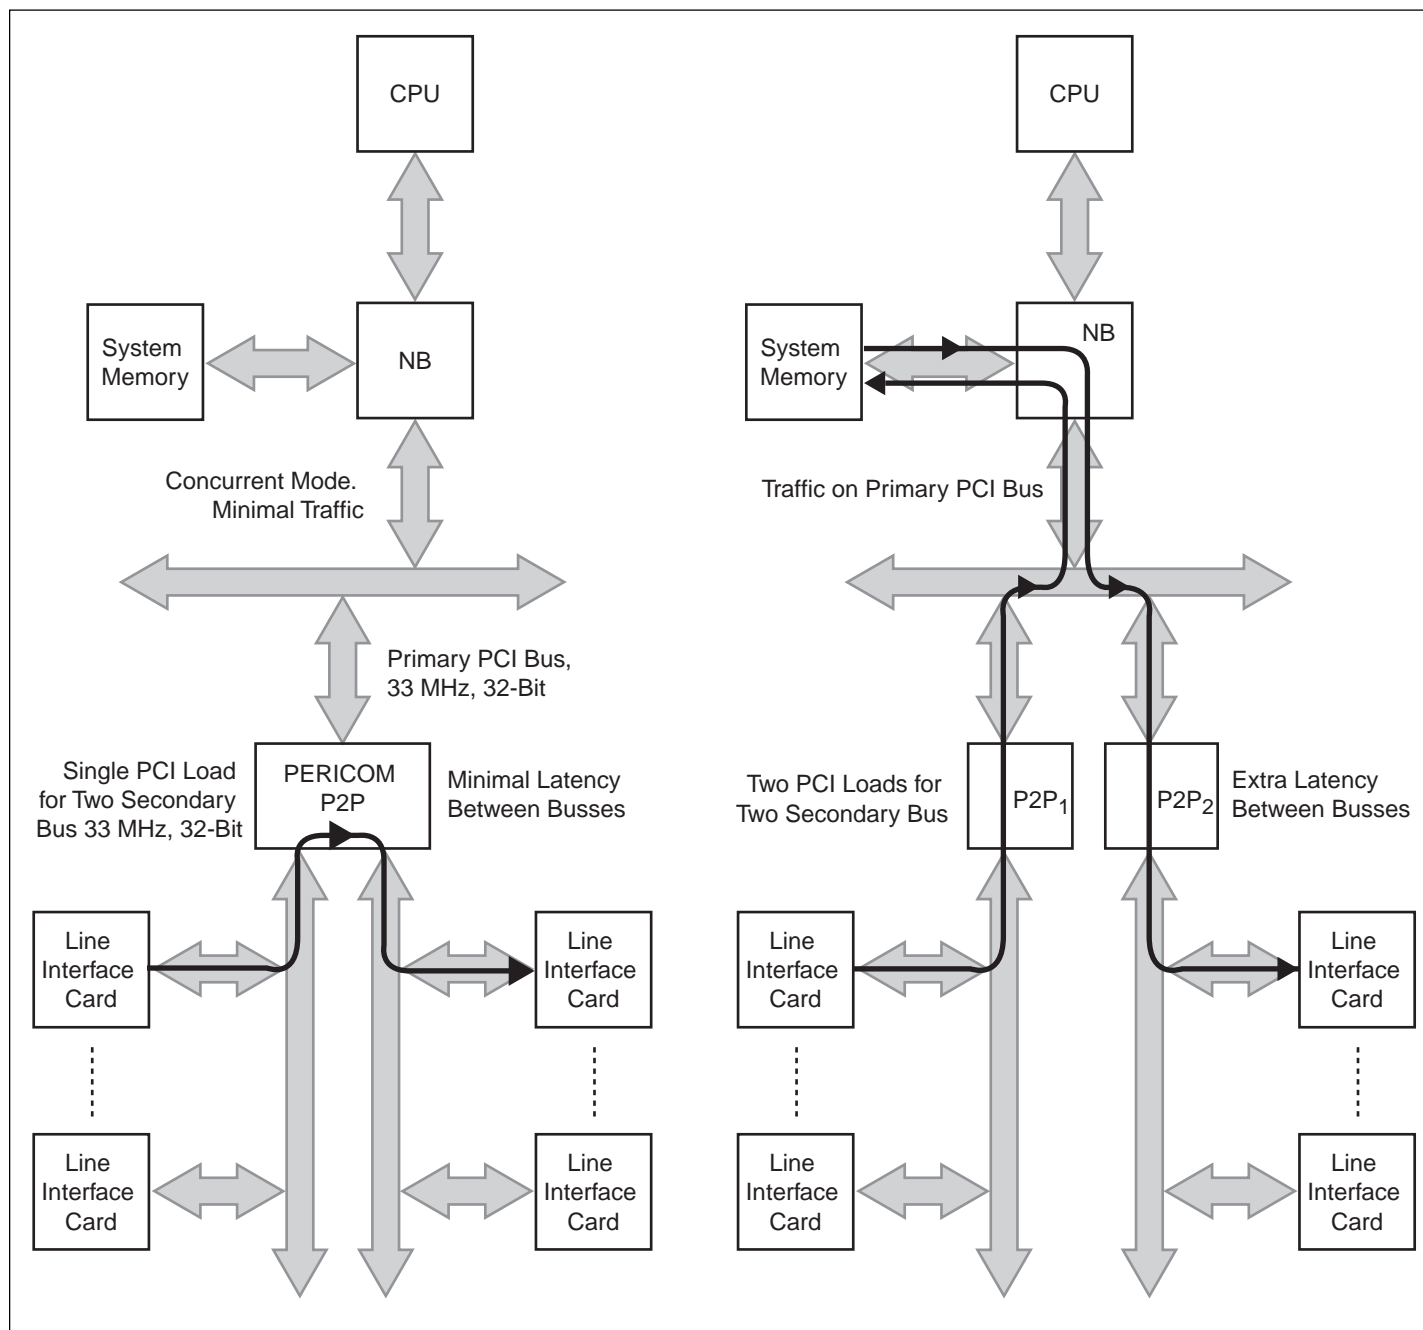 CPU
System
Memory
NB
Concurrent Mode.
Minimal Traffic
Primary PCI Bus,
33 MHz, 32-Bit
Single PCI Load
for Two Secondary
Bus 33 MHz, 32-Bit
PERICOM
P2P
Minimal Latency
Between Busses
Line
Interface
Card
Line
Interface
Card
Line
Interface
Card
Line
Interface
Card
CPU
System
Memory
NB
Traffic on Primary PCI Bus
Two PCI Loads for
Two Secondary Bus
P2P1
P2P2
Extra Latency
Between Busses
Line
Interface
Card
Line
Interface
Card
Line
Interface
Card
Line
Interface
Card